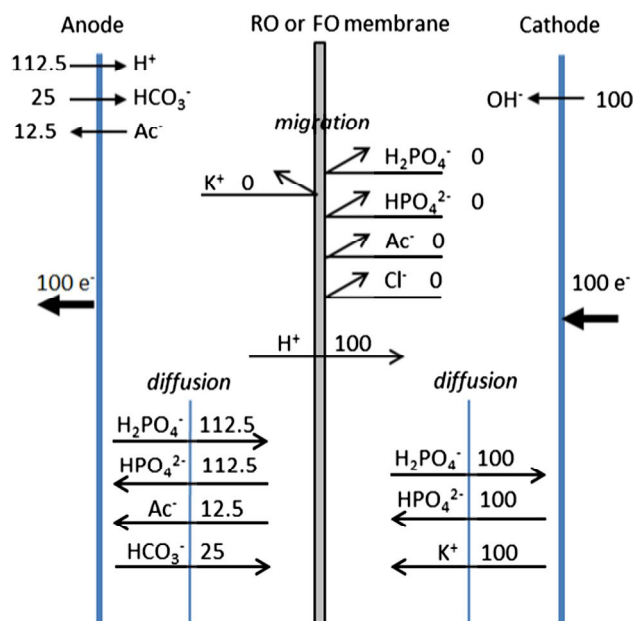 Anode RO or FO membrane Cathode
112.5 H⁺
25 HCO₃⁻
12.5 Ac⁻
OH⁻ 100
migration
H₂PO₄⁻ 0
K⁺ 0
HPO₄²⁻ 0
Ac⁻ 0
Cl⁻ 0
100 e⁻
100 e⁻
H⁺ 100
diffusion
H₂PO₄⁻ 112.5
HPO₄²⁻ 112.5
Ac⁻ 12.5
HCO₃⁻ 25
diffusion
H₂PO₄⁻ 100
HPO₄²⁻ 100
K⁺ 100